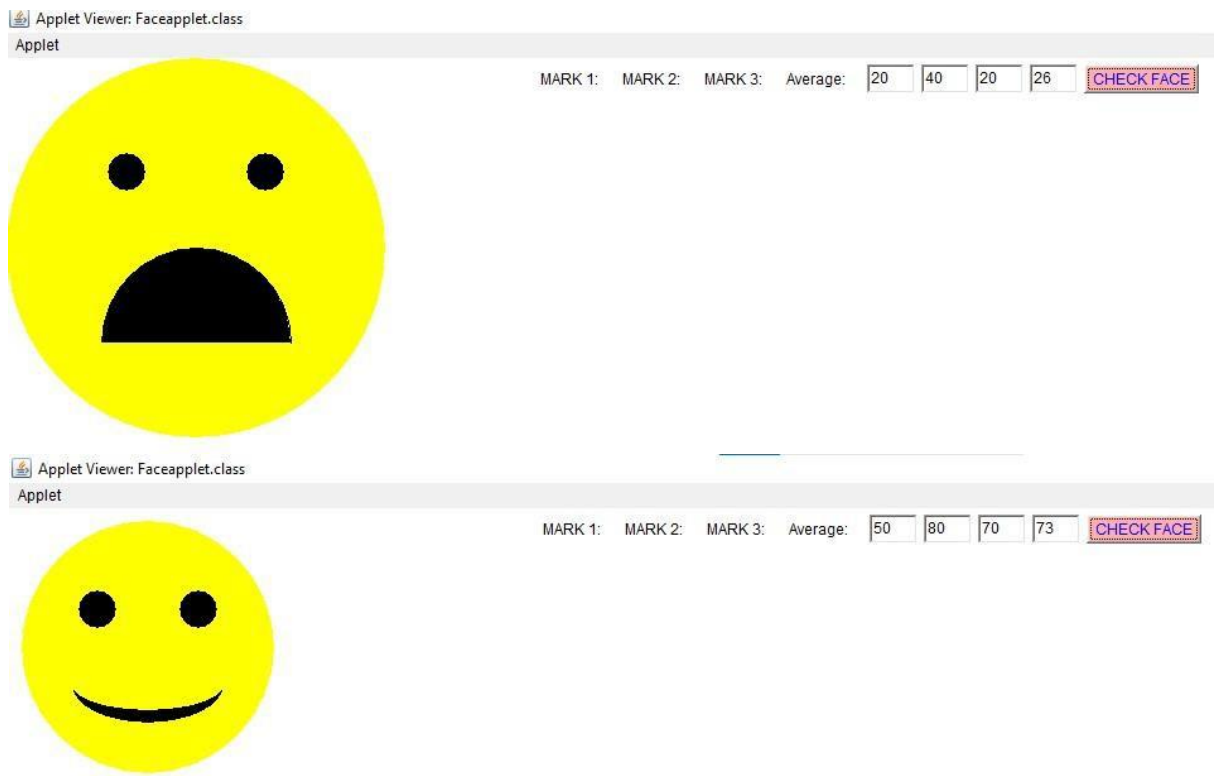 Applet Viewer: Faceapplet.class
Applet
MARK 1: MARK 2: MARK 3: Average: 20 40 20 26 CHECK FACE
Applet Viewer: Faceapplet.class
Applet
MARK 1: MARK 2: MARK 3: Average: 50 80 70 73 CHECK FACE